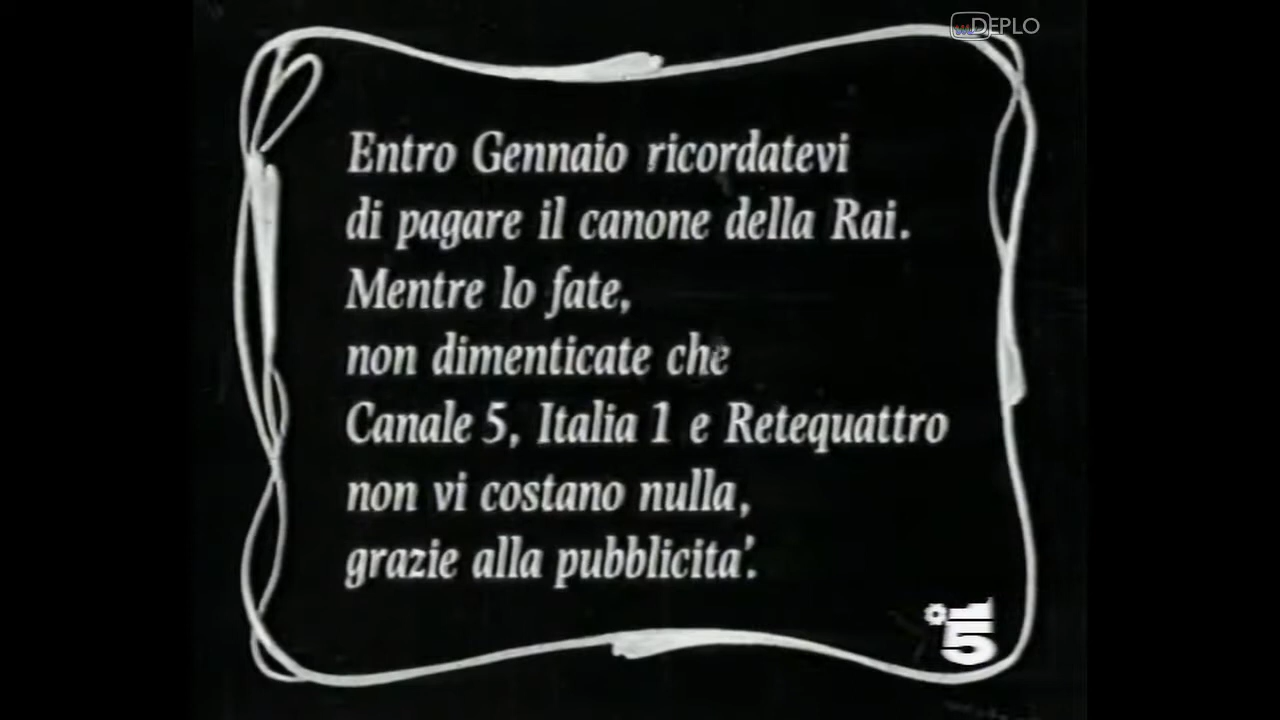 DEPLO
Entro Gennaio ricordatevi
di pagare il canone della Rai.
Mentre lo fate,
non dimenticate che
Canale 5, Italia 1 e Retequattro
non vi costano nulla,
grazie alla pubblicita'.
5